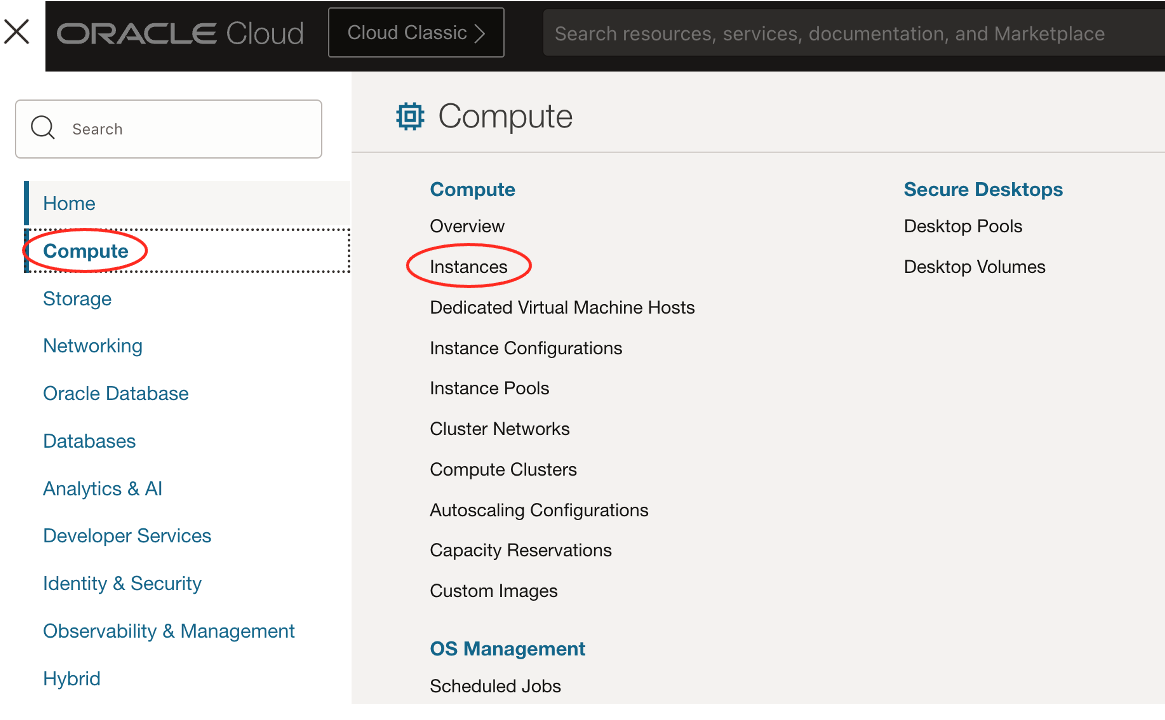 ORACLE Cloud
Cloud Classic
Search resources, services, documentation, and Marketplace
Search
Home
Compute
Storage
Networking
Oracle Database
Databases
Analytics & AI
Developer Services
Identity & Security
Observability & Management
Hybrid
Compute
Compute
Overview
Instances
Dedicated Virtual Machine Hosts
Instance Configurations
Instance Pools
Cluster Networks
Compute Clusters
Autoscaling Configurations
Capacity Reservations
Custom Images
OS Management
Scheduled Jobs
Secure Desktops
Desktop Pools
Desktop Volumes